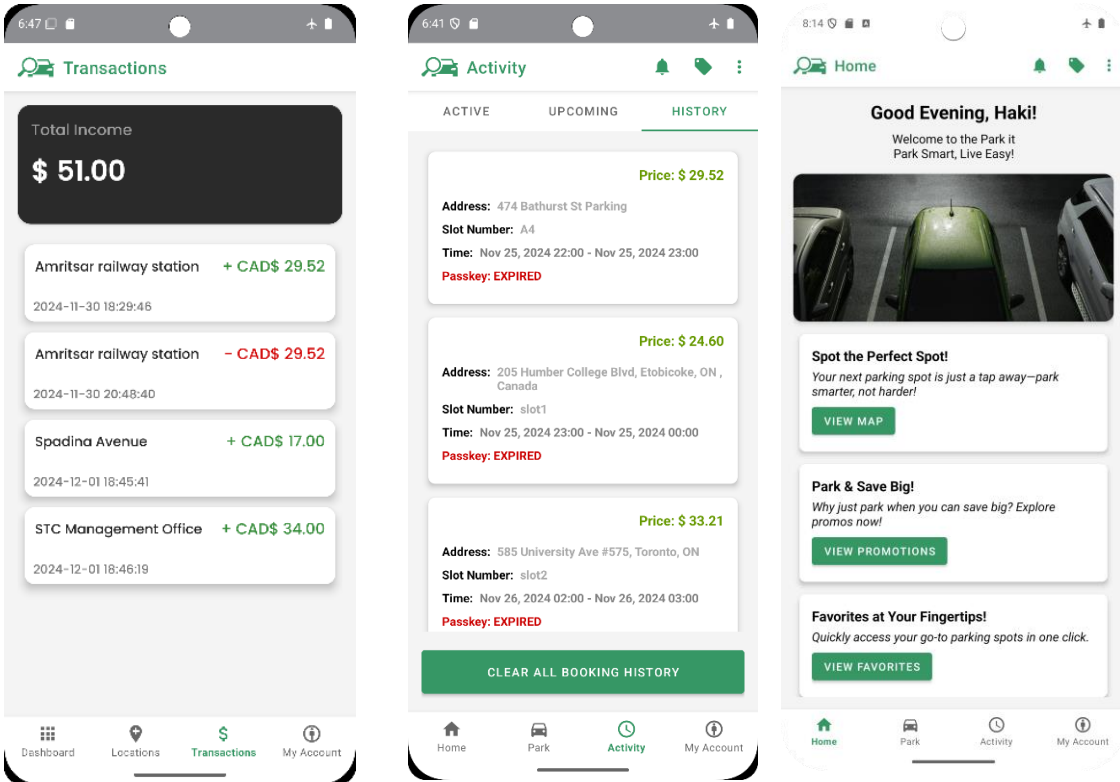 6:47
Transactions
Total Income
$ 51.00
Amritsar railway station + CAD$ 29.52
2024-11-30 18:29:46
Amritsar railway station - CAD$ 29.52
2024-11-30 20:48:40
Spadina Avenue + CAD$ 17.00
2024-12-01 18:45:41
STC Management Office + CAD$ 34.00
2024-12-01 18:46:19
Dashboard Locations Transactions My Account
6:41
Activity
ACTIVE UPCOMING HISTORY
Price: $ 29.52
Address: 474 Bathurst St Parking
Slot Number: A4
Time: Nov 25, 2024 22:00 - Nov 25, 2024 23:00
Passkey: EXPIRED
Price: $ 24.60
Address: 205 Humber College Blvd, Etobicoke, ON ,
Canada
Slot Number: slot1
Time: Nov 25, 2024 23:00 - Nov 25, 2024 00:00
Passkey: EXPIRED
Price: $ 33.21
Address: 585 University Ave #575, Toronto, ON
Slot Number: slot2
Time: Nov 26, 2024 02:00 - Nov 26, 2024 03:00
Passkey: EXPIRED
CLEAR ALL BOOKING HISTORY
Home Park Activity My Account
8:14
Home
Good Evening, Haki!
Welcome to the Park it
Park Smart, Live Easy!
Spot the Perfect Spot!
Your next parking spot is just a tap away—park
smarter, not harder!
VIEW MAP
Park & Save Big!
Why just park when you can save big? Explore
promos now!
VIEW PROMOTIONS
Favorites at Your Fingertips!
Quickly access your go-to parking spots in one click.
VIEW FAVORITES
Home Park Activity My Account